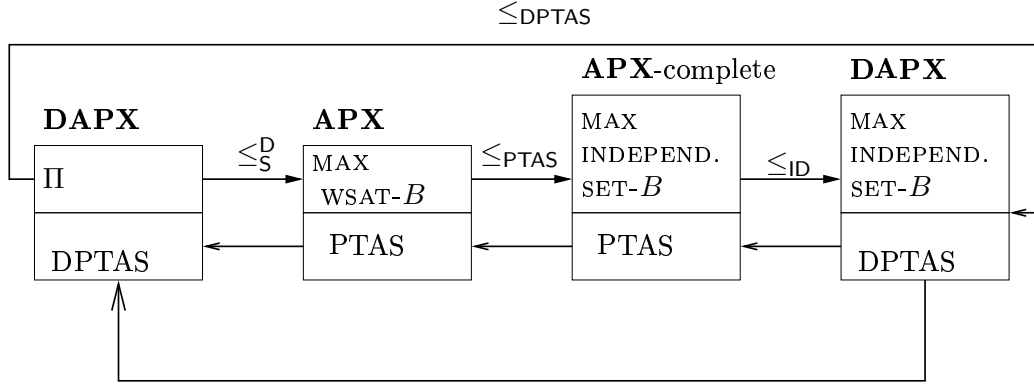 ≤DPTAS
DAPX
Π
DPTAS
≤D S
APX
MAX
WSAT-B
PTAS
≤PTAS
APX-complete
MAX
INDEPEND.
SET-B
PTAS
≤ID
DAPX
MAX
INDEPEND.
SET-B
DPTAS